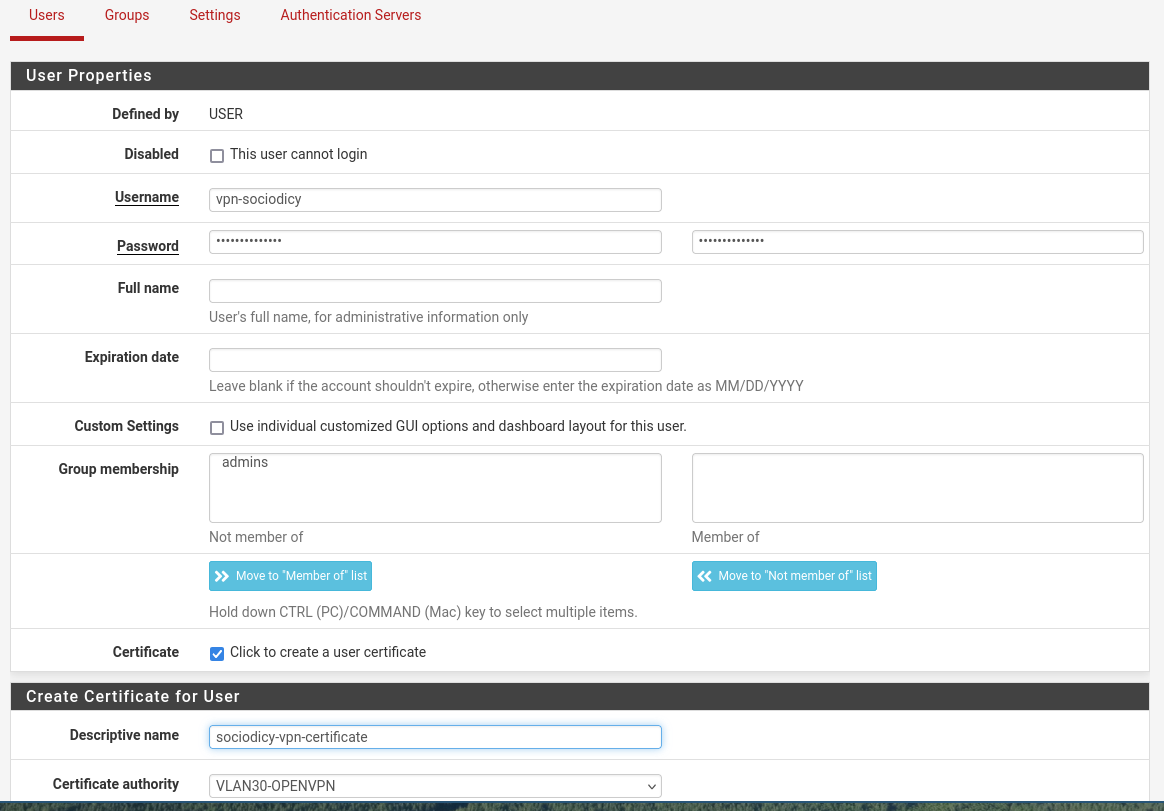 Users Groups Settings Authentication Servers
User Properties
Defined by USER
Disabled This user cannot login
Username vpn-sociodicy
Password •••••••••••••• ••••••••••••••
Full name
User's full name, for administrative information only
Expiration date
Leave blank if the account shouldn't expire, otherwise enter the expiration date as MM/DD/YYYY
Custom Settings Use individual customized GUI options and dashboard layout for this user.
Group membership admins
Not member of Member of
Move to "Member of" list Move to "Not member of" list
Hold down CTRL (PC)/COMMAND (Mac) key to select multiple items.
Certificate Click to create a user certificate
Create Certificate for User
Descriptive name sociodicy-vpn-certificate
Certificate authority VLAN30-OPENVPN